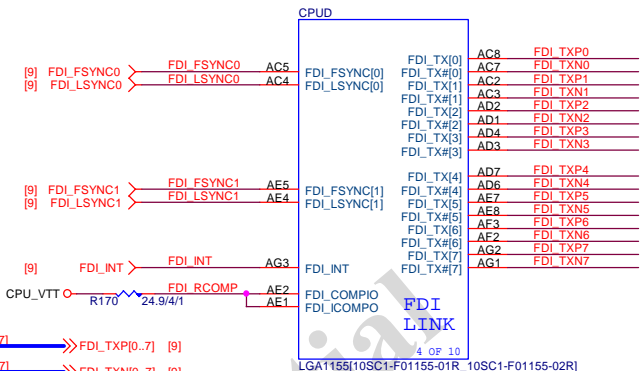 CPUD
[9] FDI_FSYNC0 FDI_FSYNC0 AC5 FDI_FSYNC[0]
[9] FDI_LSYNC0 FDI_LSYNC0 AC4 FDI_LSYNC[0]
FDI_TX[0] AC8 FDI_TXP0
FDI_TX#[0] AC7 FDI_TXN0
FDI_TX[1] AC2 FDI_TXP1
FDI_TX#[1] AC3 FDI_TXN1
FDI_TX[2] AD2 FDI_TXP2
FDI_TX#[2] AD1 FDI_TXN2
FDI_TX[3] AD4 FDI_TXP3
FDI_TX#[3] AD3 FDI_TXN3
[9] FDI_FSYNC1 FDI_FSYNC1 AE5 FDI_FSYNC[1]
[9] FDI_LSYNC1 FDI_LSYNC1 AE4 FDI_LSYNC[1]
FDI_TX[4] AD7 FDI_TXP4
FDI_TX#[4] AD6 FDI_TXN4
FDI_TX[5] AE7 FDI_TXP5
FDI_TX#[5] AE8 FDI_TXN5
FDI_TX[6] AF3 FDI_TXP6
FDI_TX#[6] AF2 FDI_TXN6
FDI_TX[7] AG2 FDI_TXP7
FDI_TX#[7] AG1 FDI_TXN7
[9] FDI_INT FDI_INT AG3 FDI_INT
CPU_VTT R170 24.9/4/1 FDI_RCOMP AE2 FDI_COMPIO
AE1 FDI_ICOMPO
FDI
LINK
4 OF 10
LGA1155[10SC1-F01155-01R_10SC1-F01155-02R]
FDI_TXP[0..7] [9]
FDI_TXN[0..7] [9]